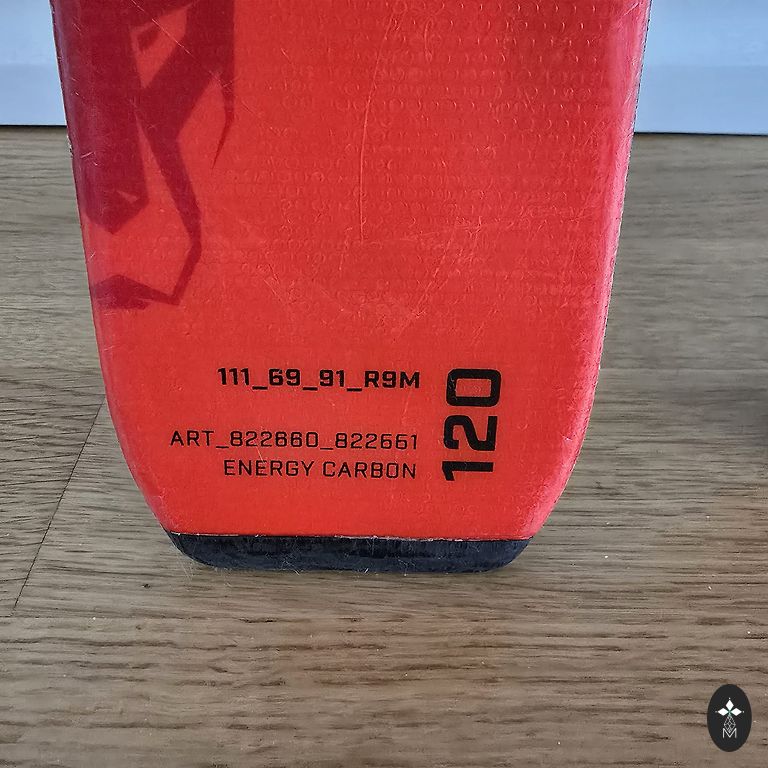 111_69_91_R9M
120
ART_822660_822661
ENERGY CARBON
M